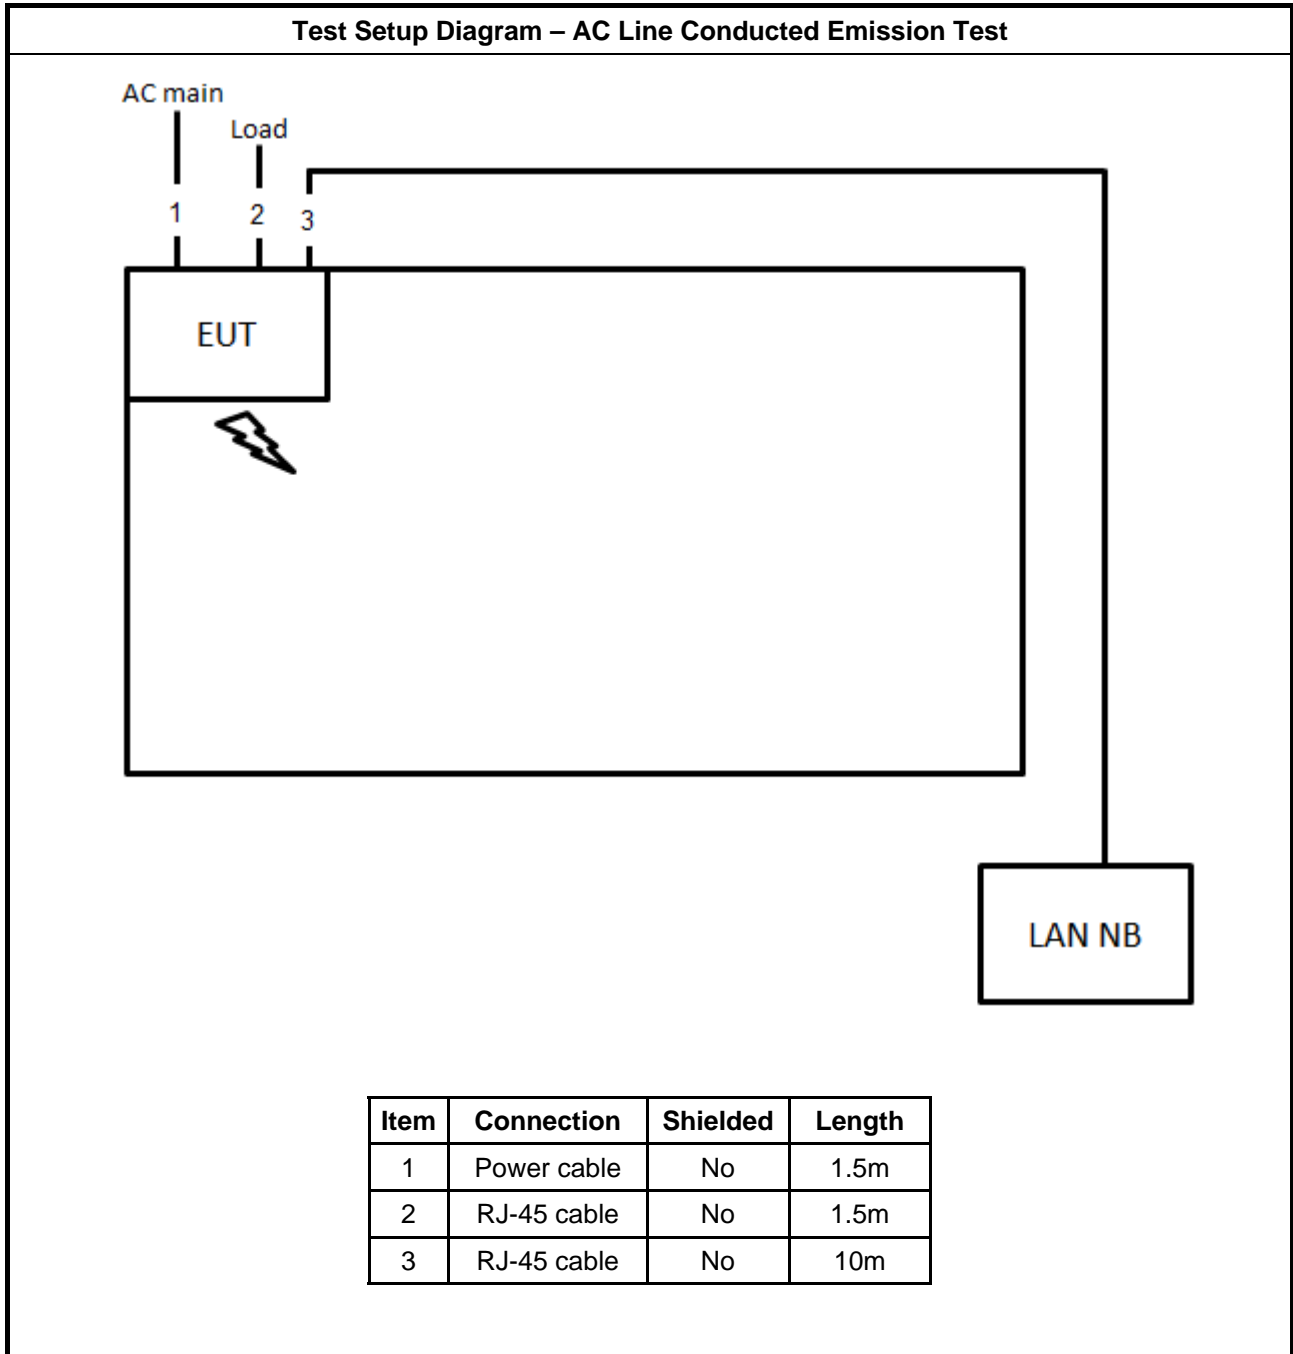 Test Setup Diagram – AC Line Conducted Emission Test
AC main
Load
1
2
3
EUT
LAN NB
Item Connection Shielded Length
1 Power cable No 1.5m
2 RJ-45 cable No 1.5m
3 RJ-45 cable No 10m